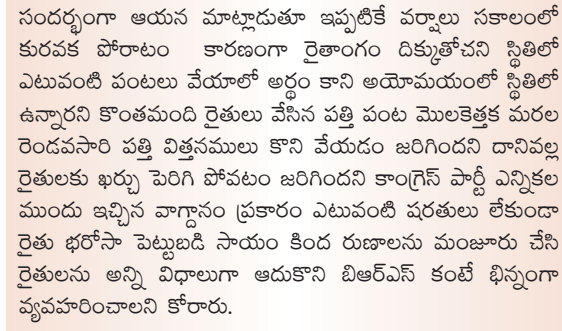 సందర్భంగా ఆయన మాట్లాడుతూ ఇప్పటికే వర్షాలు సకాలంలో
కురవక పోరాటం కారణంగా రైతాంగం దిక్కుతోచని స్థితిలో
ఎటువంటి పంటలు వేయాలో అర్థం కాని అయోమయంలో స్థితిలో
ఉన్నారని కొంతమంది రైతులు వేసిన పత్తి పంట మొలకెత్తక మరల
రెండవసారి పత్తి విత్తనములు కొని వేయడం జరిగిందని దానివల్ల
రైతులకు ఖర్చు పెరిగి పోవటం జరిగిందని కాంగ్రెస్ పార్టీ ఎన్నికల
ముందు ఇచ్చిన వాగ్దానం ప్రకారం ఎటువంటి షరతులు లేకుండా
రైతు భరోసా పెట్టుబడి సాయం కింద రుణాలను మంజూరు చేసి
రైతులను అన్ని విధాలుగా ఆదుకొని బిఆర్ఎస్ కంటే భిన్నంగా
వ్యవహరించాలని కోరారు.